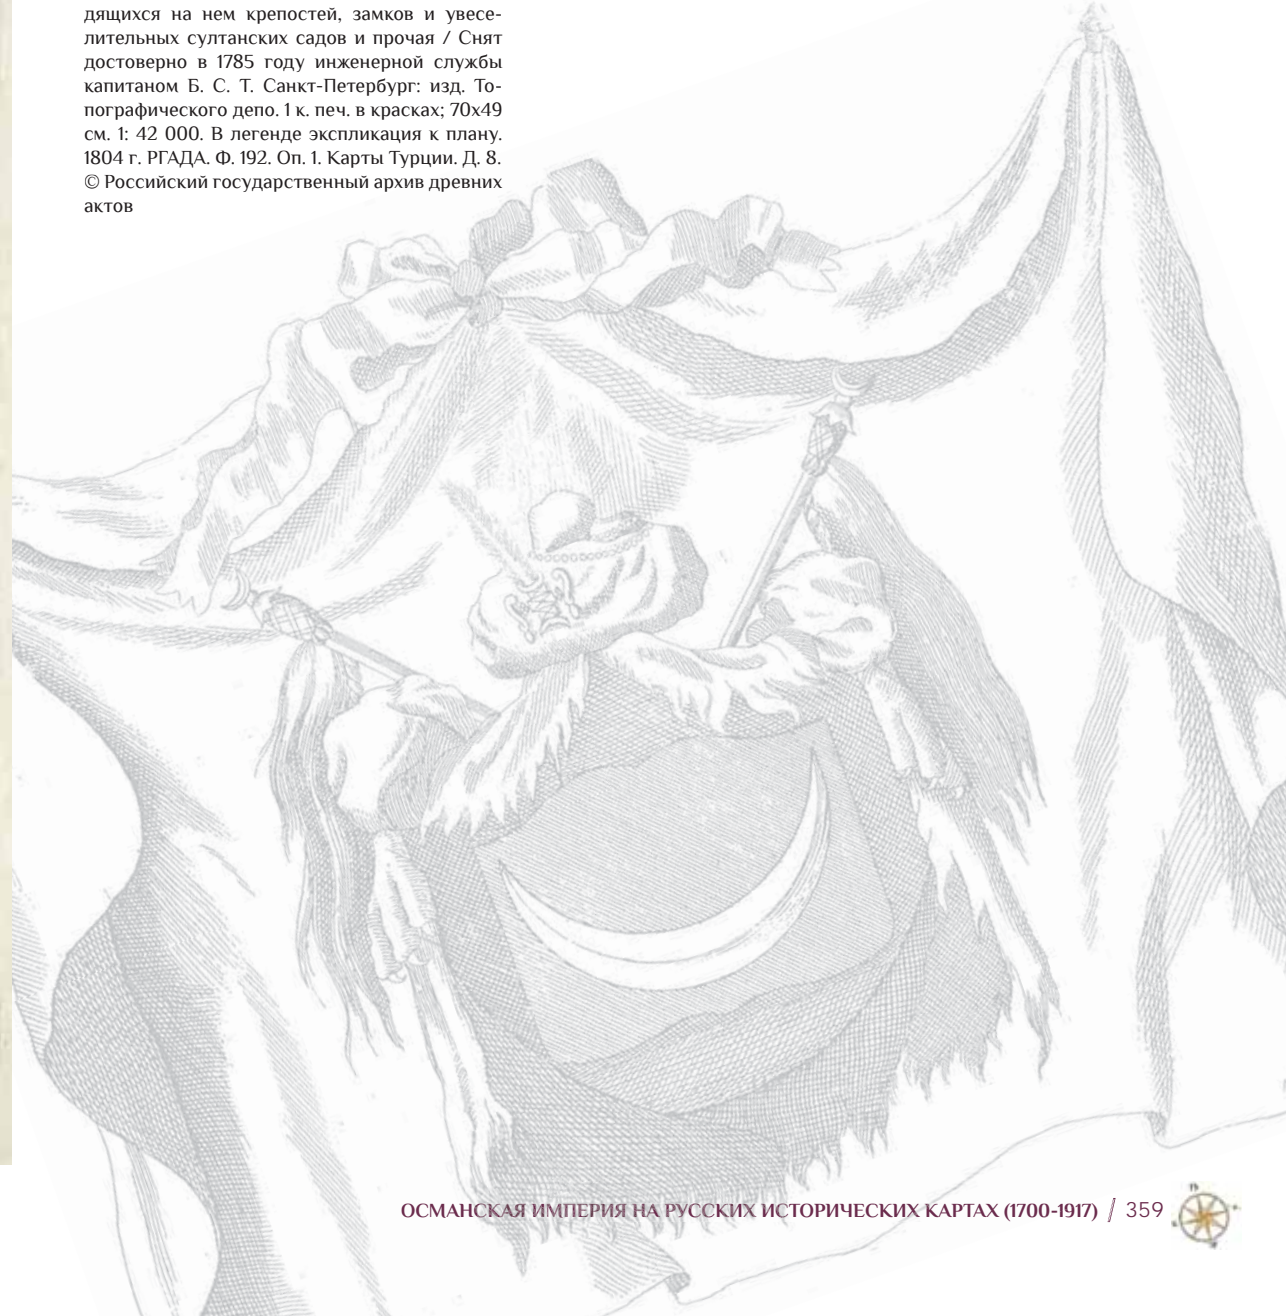 дящихся на нем крепостей, замков и увесе-
лительных султанских садов и прочая / Снят
достоверно в 1785 году инженерной службы
капитаном Б. С. Т. Санкт-Петербург: изд. То-
пографического депо. 1 к. печ. в красках; 70х49
см. 1: 42 000. В легенде экспликация к плану.
1804 г. РГАДА. Ф. 192. Оп. 1. Карты Турции. Д. 8.
© Российский государственный архив древних
актов
ОСМАНСКАЯ ИМПЕРИЯ НА РУССКИХ ИСТОРИЧЕСКИХ КАРТАХ (1700-1917) / 359